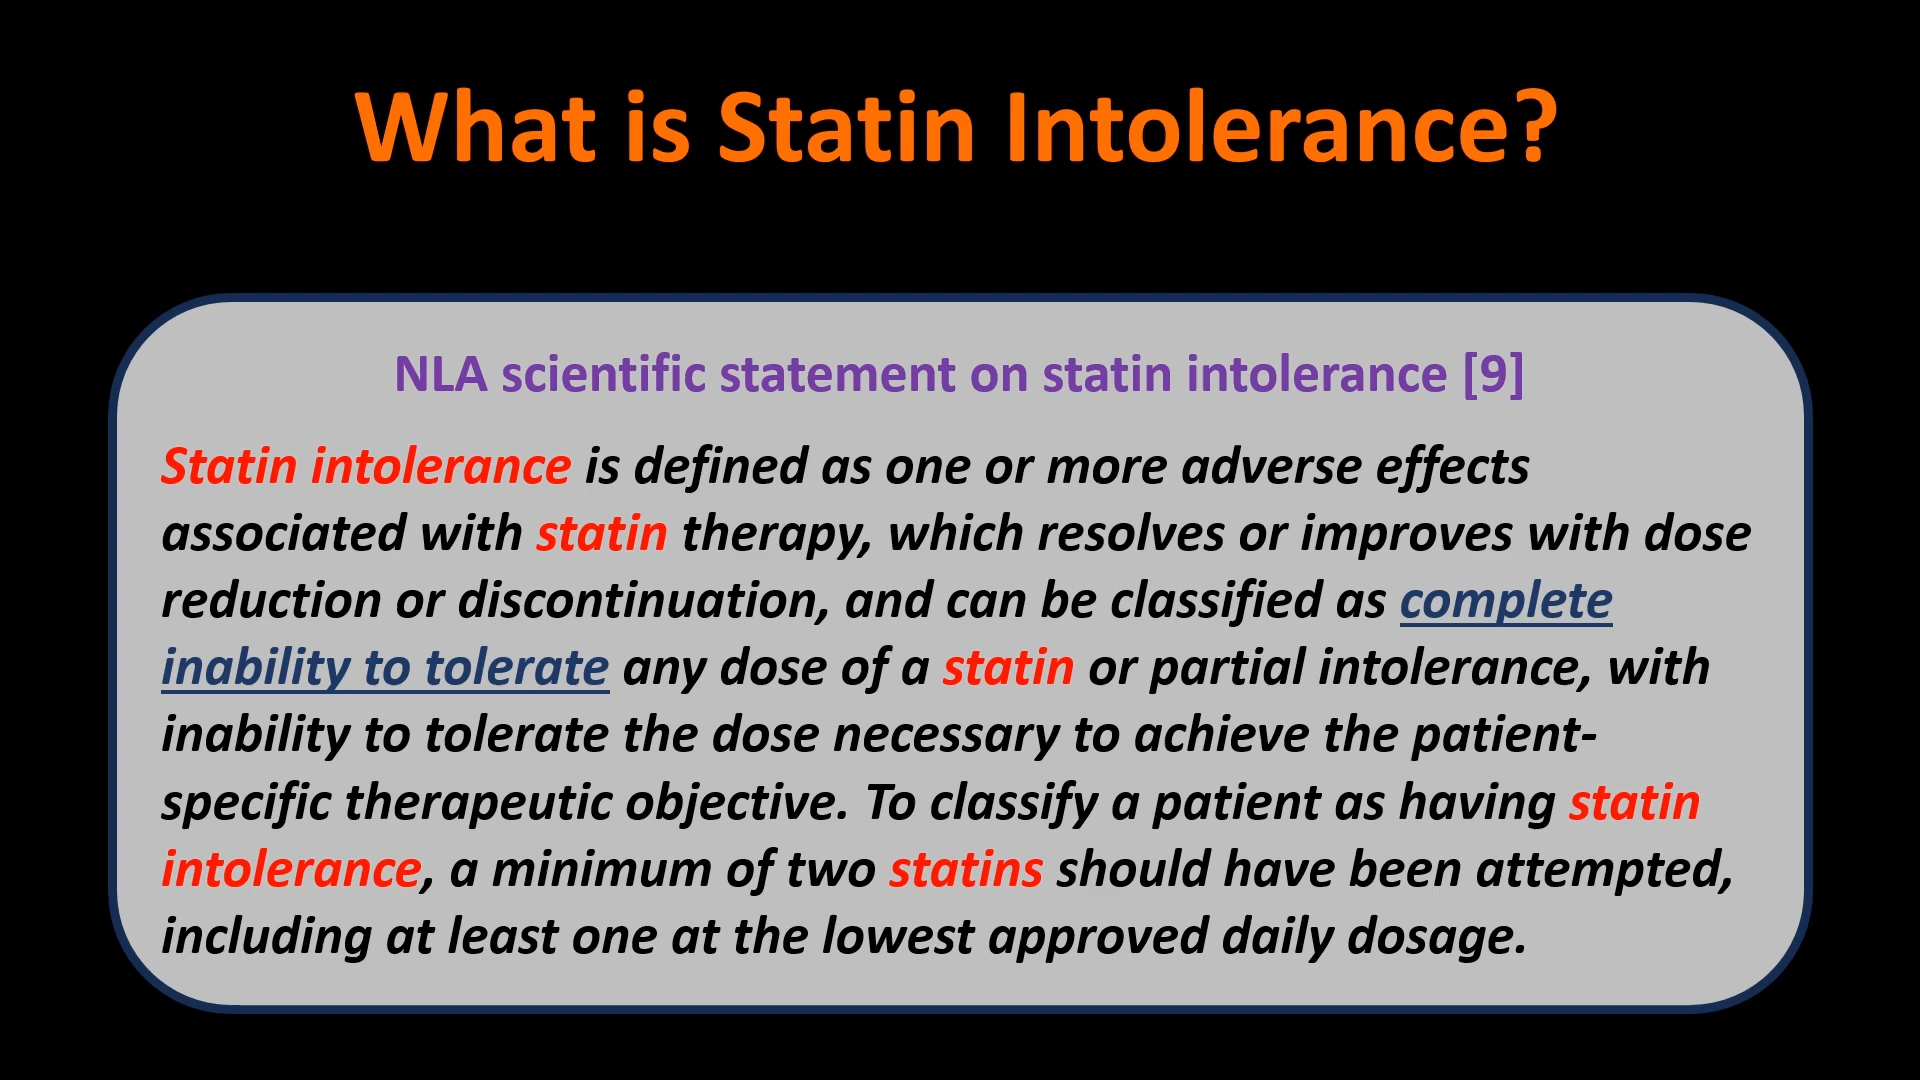 What is Statin Intolerance?
NLA scientific statement on statin intolerance [9]
Statin intolerance is defined as one or more adverse effects
associated with statin therapy, which resolves or improves with dose
reduction or discontinuation, and can be classified as complete
inability to tolerate any dose of a statin or partial intolerance, with
inability to tolerate the dose necessary to achieve the patient-
specific therapeutic objective. To classify a patient as having statin
intolerance, a minimum of two statins should have been attempted,
including at least one at the lowest approved daily dosage.